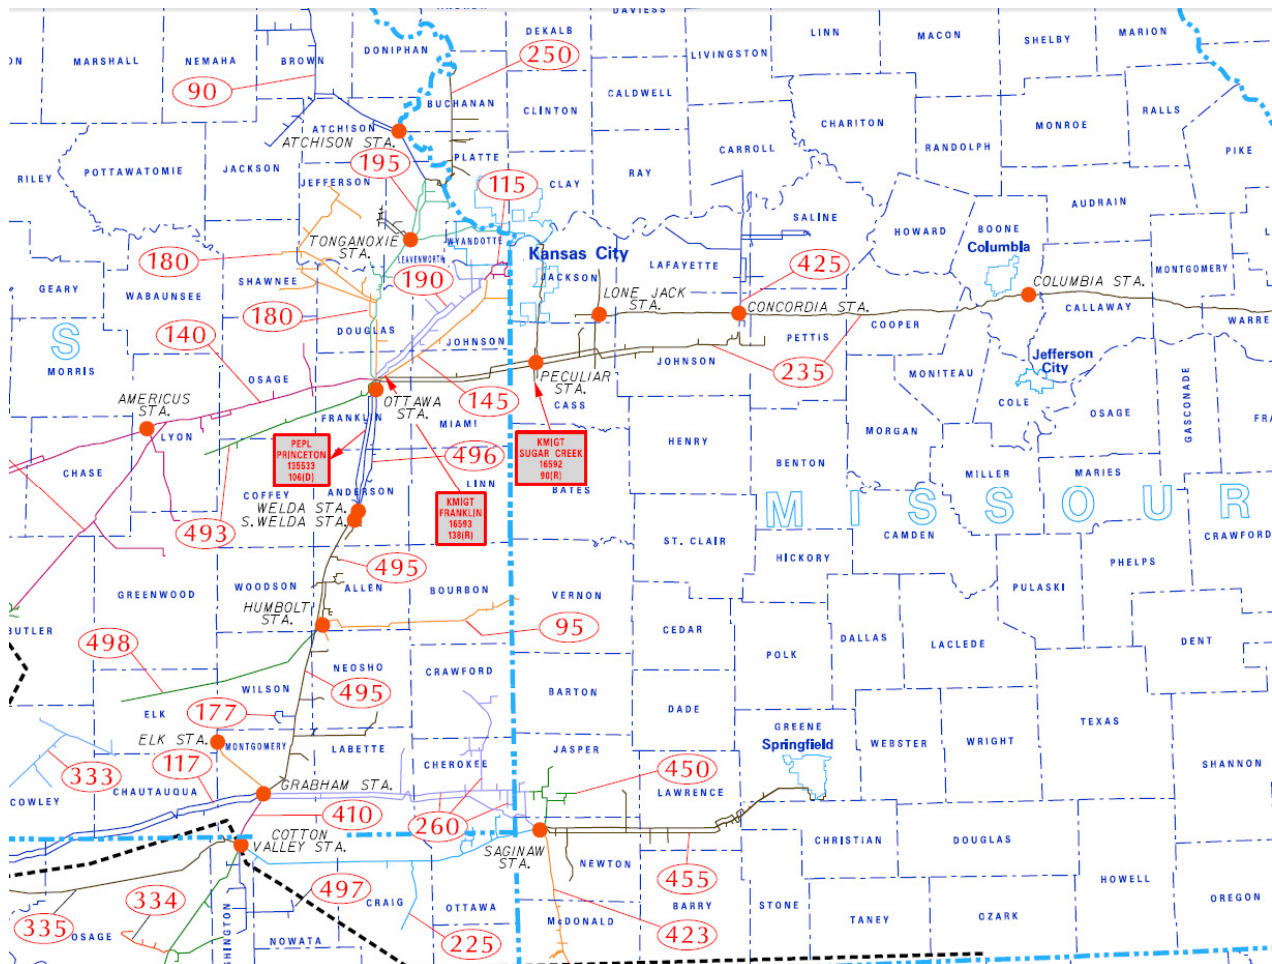 DAVIESS
DEKALB
LINN
MACON
SHELBY
MARION
MARSHALL
NEMAHA
BROWN
DONIPHAN
250
LIVINGSTON
90
BUCHANAN
CLINTON
CALDWELL
CHARITON
MONROE
RALLS
ATCHISON
ATCHISON STA.
PLATTE
CARROLL
RANDOLPH
PIKE
RILEY
POTTAWATOMIE
JACKSON
JEFFERSON
195
115
CLAY
RAY
AUDRAIN
SALINE
HOWARD
BOONE
Columbia
TONGANOXIE
STA.
WYANDOTTE
LEAVENWORTH
Kansas City
180
190
JACKSON
LAFAYETTE
425
MONTGOMERY
GEARY
WABAUNSEE
SHAWNEE
LONE JACK
STA.
CONCORDIA STA.
COLUMBIA STA.
CALLAWAY
180
DOUGLAS
WARRE
S
140
JOHNSON
JOHNSON
PETTIS
COOPER
MORRIS
OSAGE
PECULIAR
STA.
235
MONITEAU
Jefferson
City
AMERICUS
STA.
OTTAWA
STA.
145
CASS
COLE
OSAGE
GASCONADE
LYON
FRANKLIN
MIAMI
HENRY
MORGAN
FRA
PEPL
PRINCETON
135533
106(D)
KMIGT
SUGAR CREEK
16592
90(R)
CHASE
496
BENTON
MILLER
MARIES
COFFEY
ANDERSON
LINN
BATES
KMIGT
FRANKLIN
16593
138(R)
WELDA STA.
S.WELDA STA.
MISSOUR
493
ST. CLAIR
CAMDEN
CRAWFORD
HICKORY
PHELPS
495
GREENWOOD
WOODSON
ALLEN
BOURBON
VERNON
PULASKI
HUMBOLT
STA.
95
CEDAR
DALLAS
LACLEDE
DENT
BUTLER
498
POLK
NEOSHO
CRAWFORD
WILSON
495
BARTON
DADE
ELK
177
GREENE
TEXAS
ELK STA.
MONTGOMERY
LABETTE
JASPER
Springfield
WEBSTER
WRIGHT
333
117
CHEROKEE
450
SHANNON
COWLEY
CHAUTAUQUA
GRABHAM STA.
LAWRENCE
410
260
COTTON
VALLEY STA.
SAGINAW
STA.
CHRISTIAN
DOUGLAS
NEWTON
455
HOWELL
334
497
CRAIG
OTTAWA
BARRY
STONE
OREGON
335
OSAGE
WASHINGTON
NOWATA
225
McDONALD
423
TANEY
OZARK